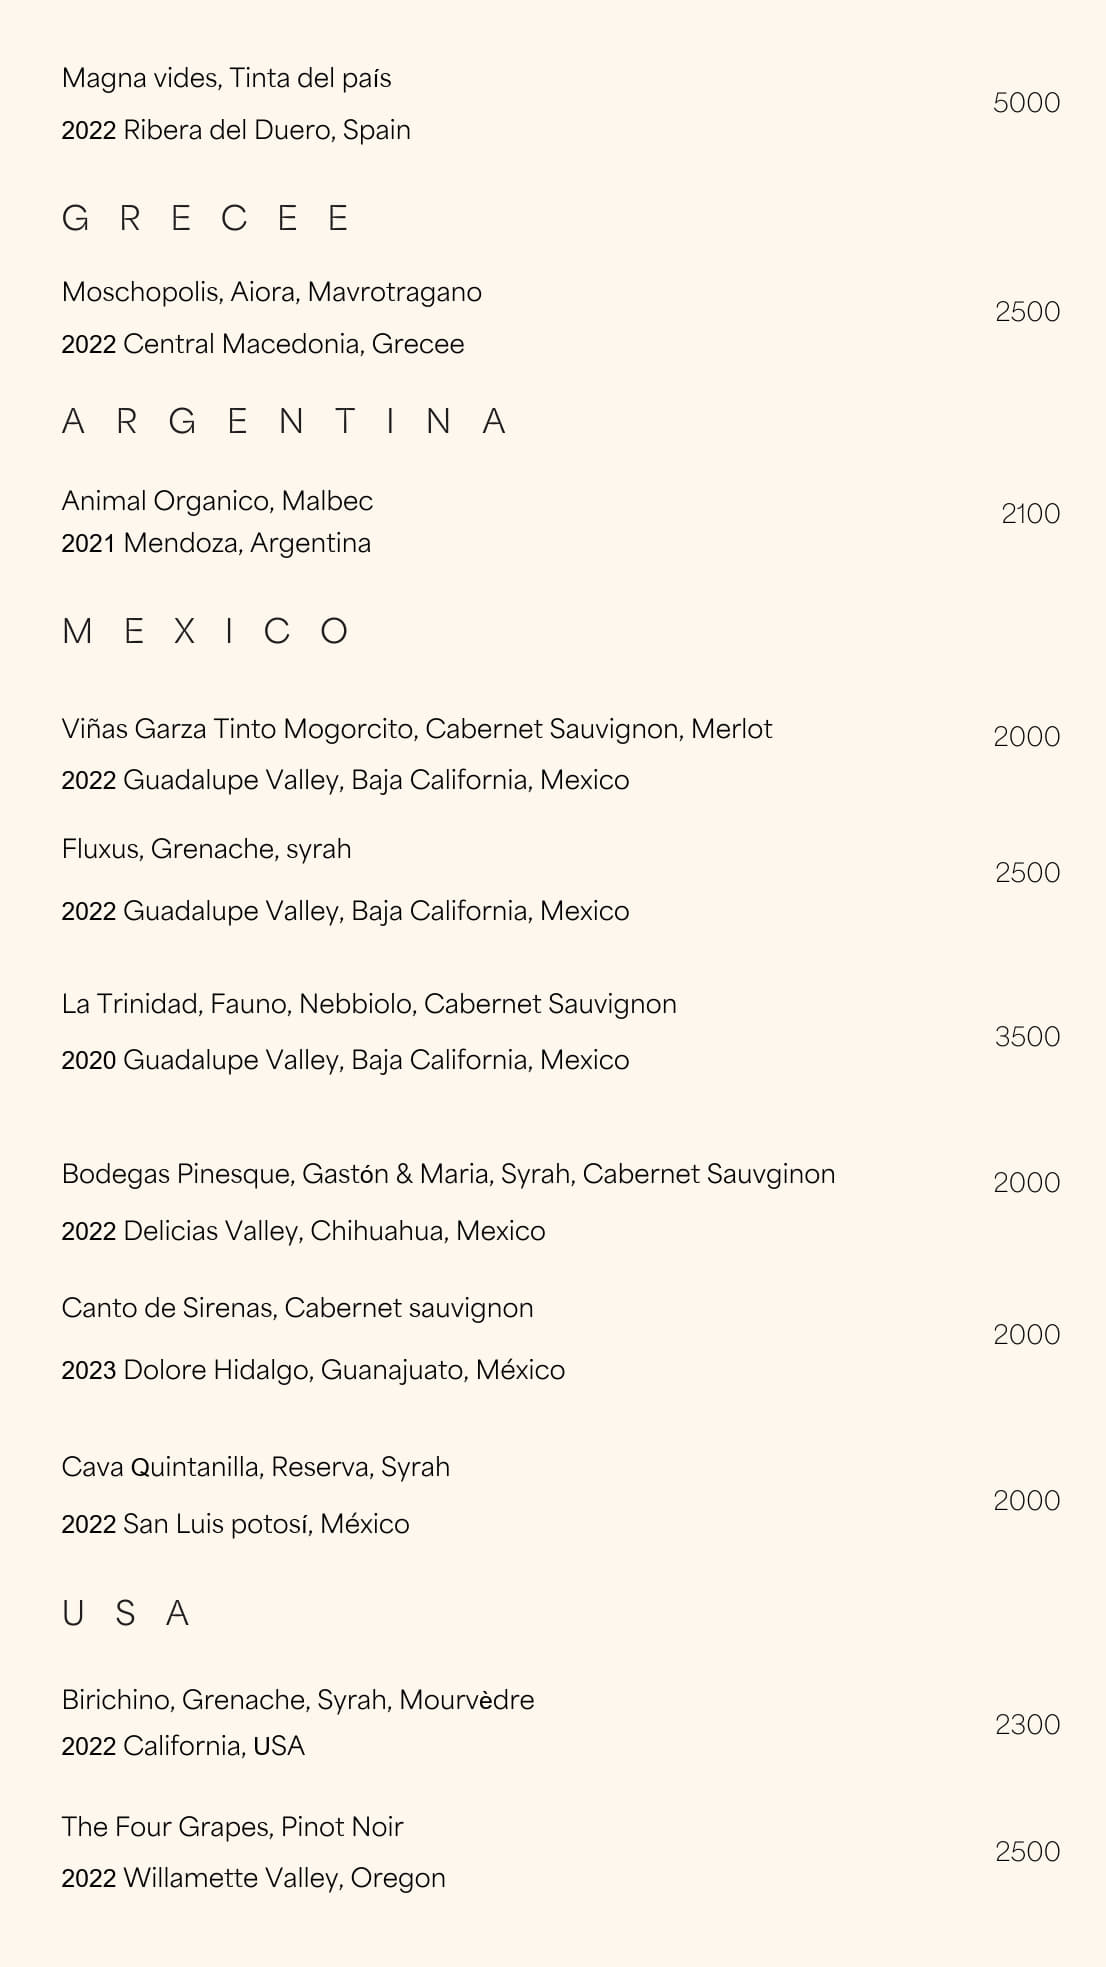 Magna vides, Tinta del país
5000
2022 Ribera del Duero, Spain
GRECEE
Moschopolis, Aiora, Mavrotragano
2500
2022 Central Macedonia, Grecee
ARGENTINA
Animal Organico, Malbec
2100
2021 Mendoza, Argentina
MEXICO
Viñas Garza Tinto Mogorcito, Cabernet Sauvignon, Merlot
2000
2022 Guadalupe Valley, Baja California, Mexico
Fluxus, Grenache, syrah
2500
2022 Guadalupe Valley, Baja California, Mexico
La Trinidad, Fauno, Nebbiolo, Cabernet Sauvignon
3500
2020 Guadalupe Valley, Baja California, Mexico
Bodegas Pinesque, Gastón & Maria, Syrah, Cabernet Sauvginon
2000
2022 Delicias Valley, Chihuahua, Mexico
Canto de Sirenas, Cabernet sauvignon
2000
2023 Dolore Hidalgo, Guanajuato, México
Cava Quintanilla, Reserva, Syrah
2000
2022 San Luis potosí, México
USA
Birichino, Grenache, Syrah, Mourvèdre
2300
2022 California, USA
The Four Grapes, Pinot Noir
2500
2022 Willamette Valley, Oregon